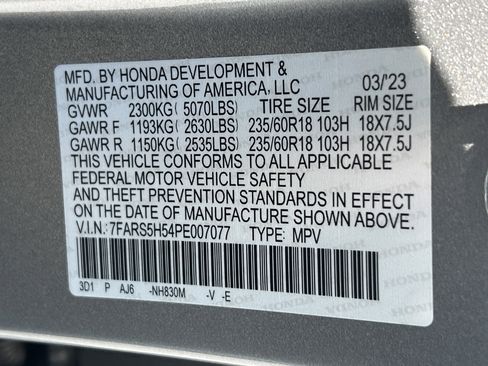 MFD. BY HONDA DEVELOPMENT &
MANUFACTURING OF AMERICA, LLC 03/'23
GVWR 2300KG( 5070LBS) TIRE SIZE RIM SIZE
GAWR F 1193KG( 2630LBS) 235/60R18 103H 18X7.5J
GAWR R 1150KG( 2535LBS) 235/60R18 103H 18X7.5J
THIS VEHICLE CONFORMS TO ALL APPLICABLE
FEDERAL MOTOR VEHICLE SAFETY
AND THEFT PREVENTION STANDARDS IN EFFECT
ON THE DATE OF MANUFACTURE SHOWN ABOVE.
V.I.N.:7FARS5H54PE007077 TYPE: MPV
3D1 P AJ6 -NH830M -V -E